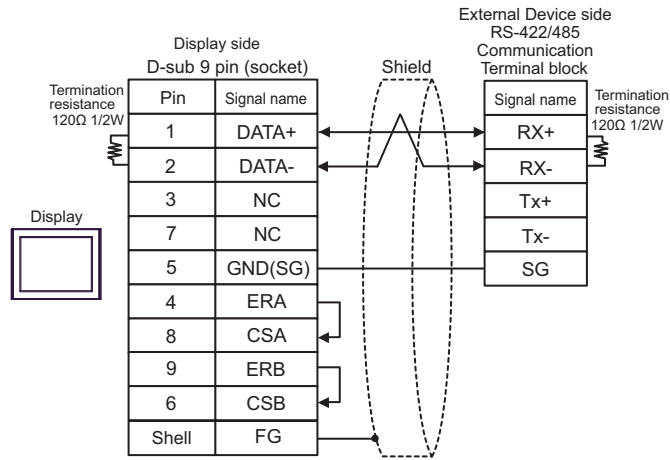 External Device side
RS-422/485
Communication
Terminal block
Display side
D-sub 9 pin (socket)
Shield
Termination
resistance
120Ω 1/2W
Pin Signal name
1 DATA+
2 DATA-
3 NC
7 NC
5 GND(SG)
4 ERA
8 CSA
9 ERB
6 CSB
Shell FG
Display
Signal name
RX+
RX-
Tx+
Tx-
SG
Termination
resistance
120Ω 1/2W